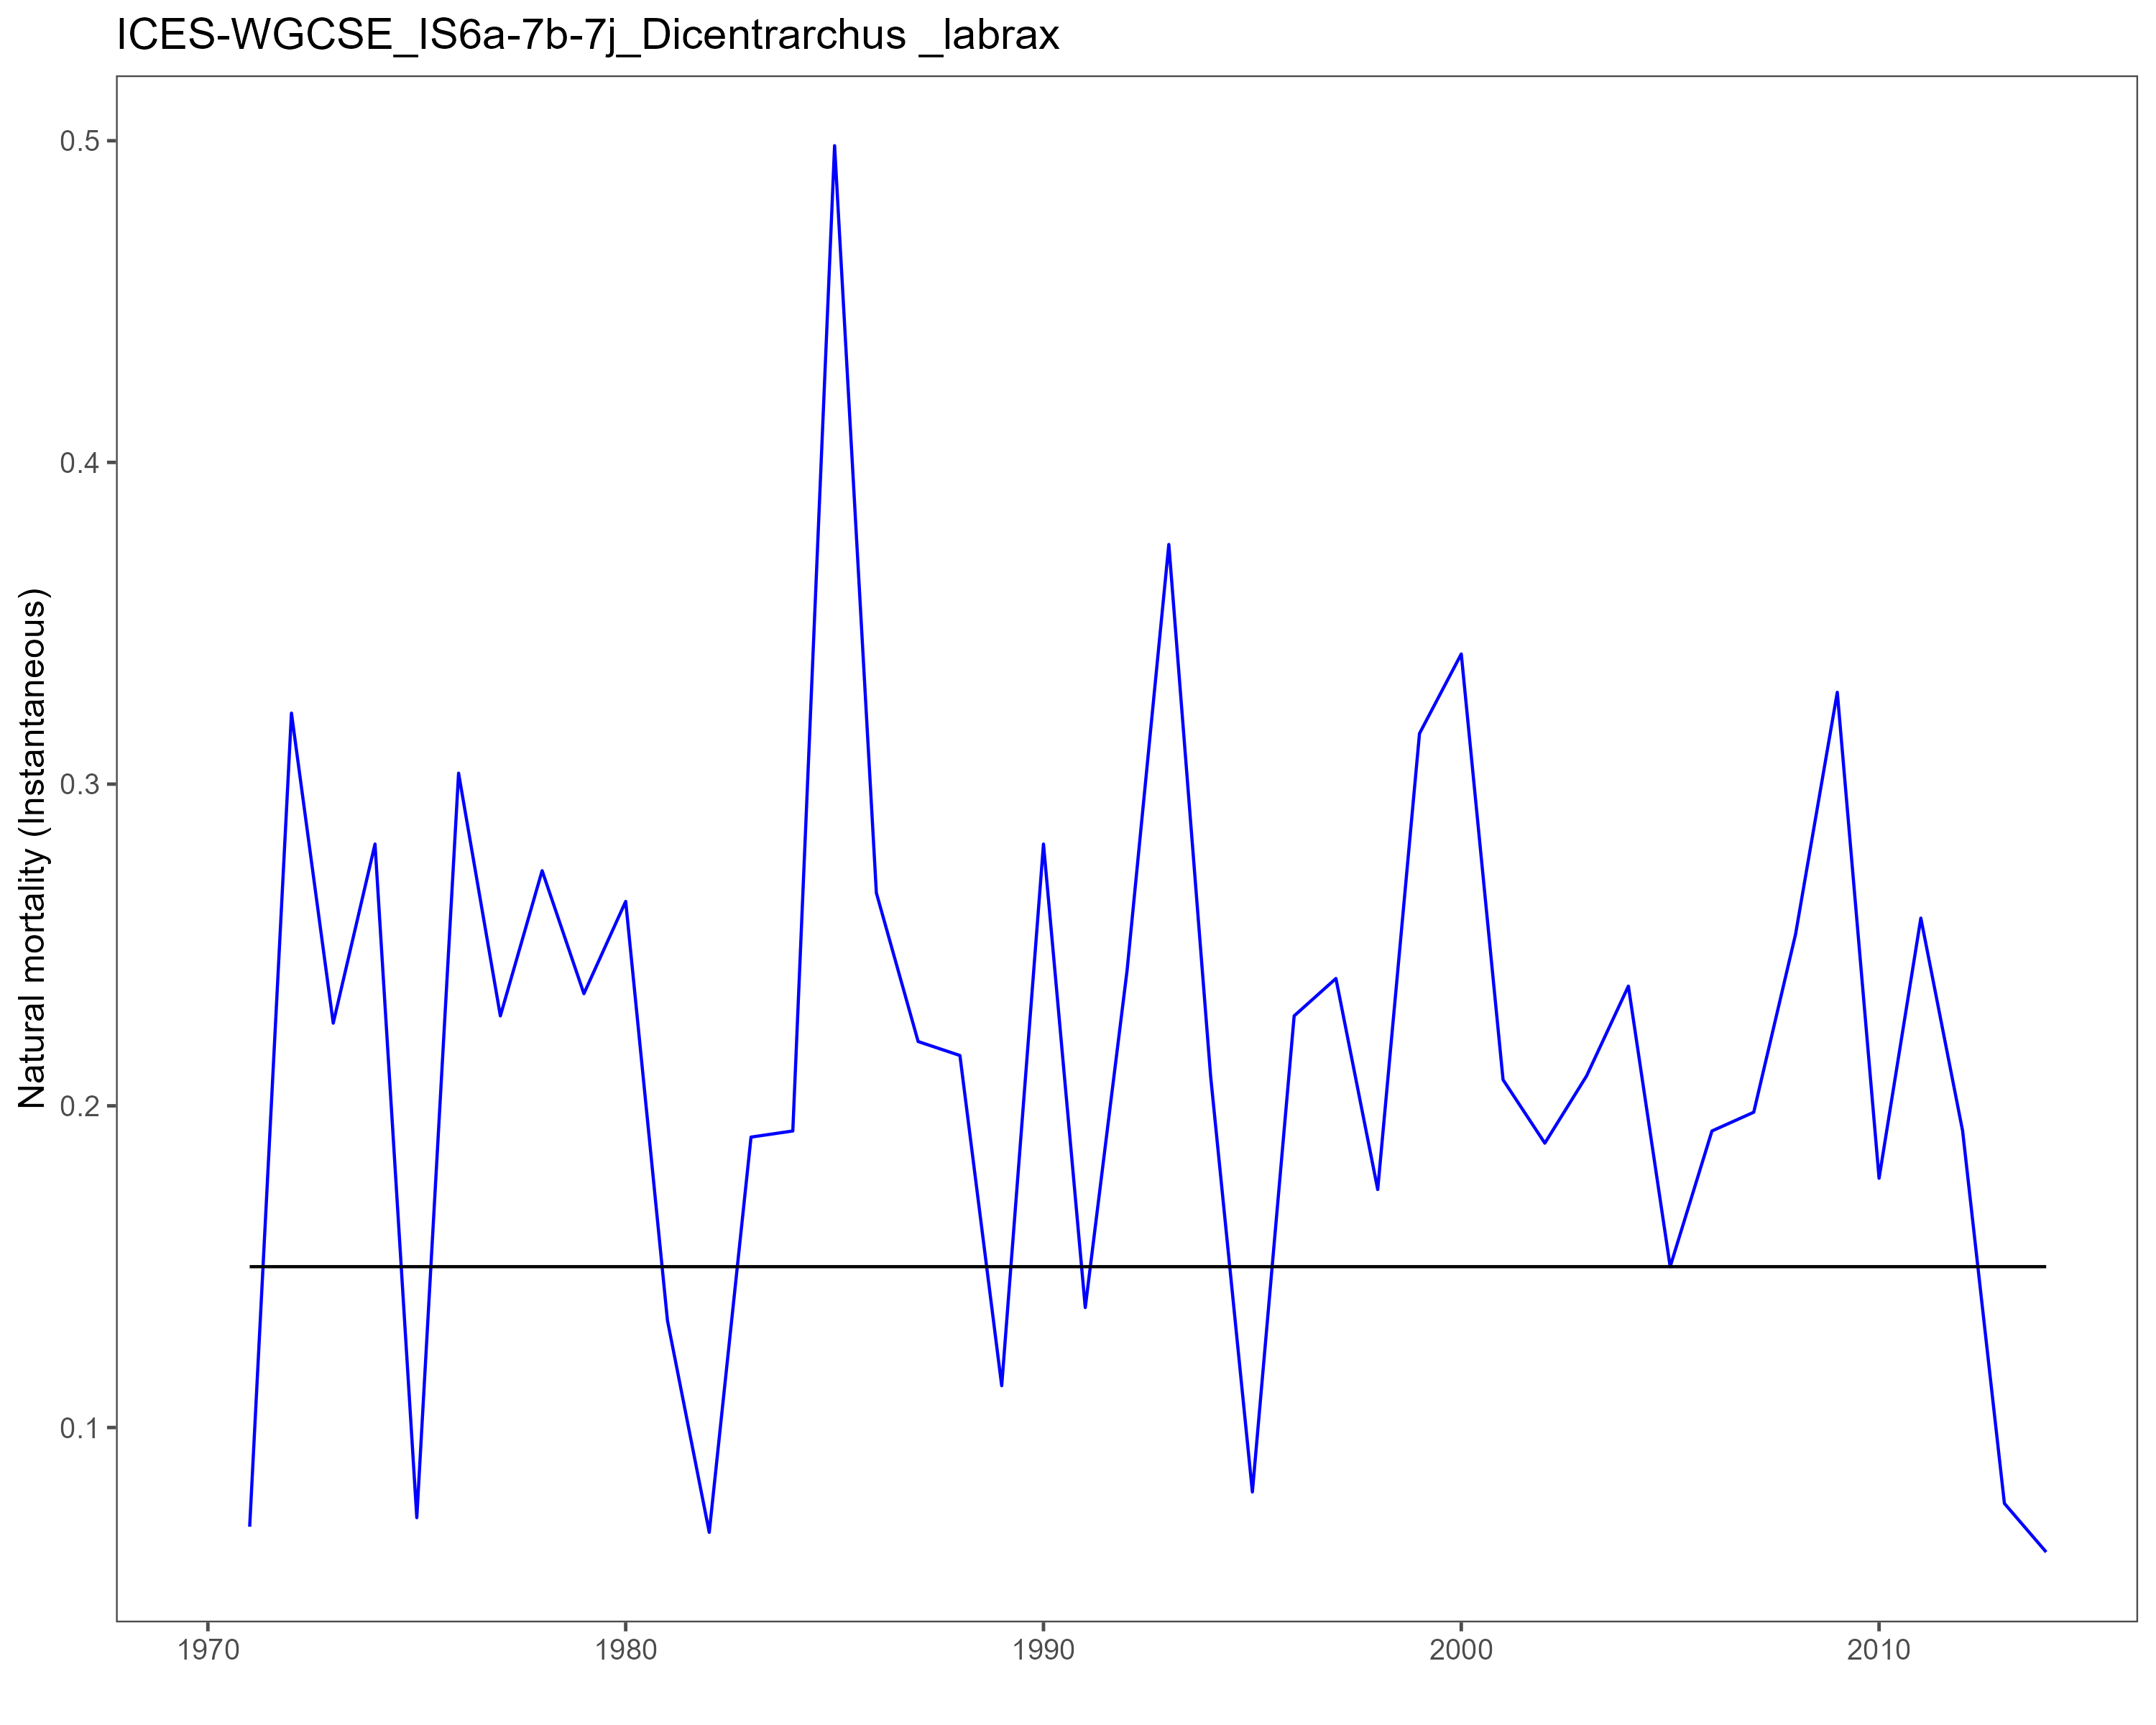 ICES-WGCSE_IS6a-7b-7j_Dicentrarchus _labrax
Natural mortality (Instantaneous)
0.5
0.4
0.3
0.2
0.1
1970 1980 1990 2000 2010